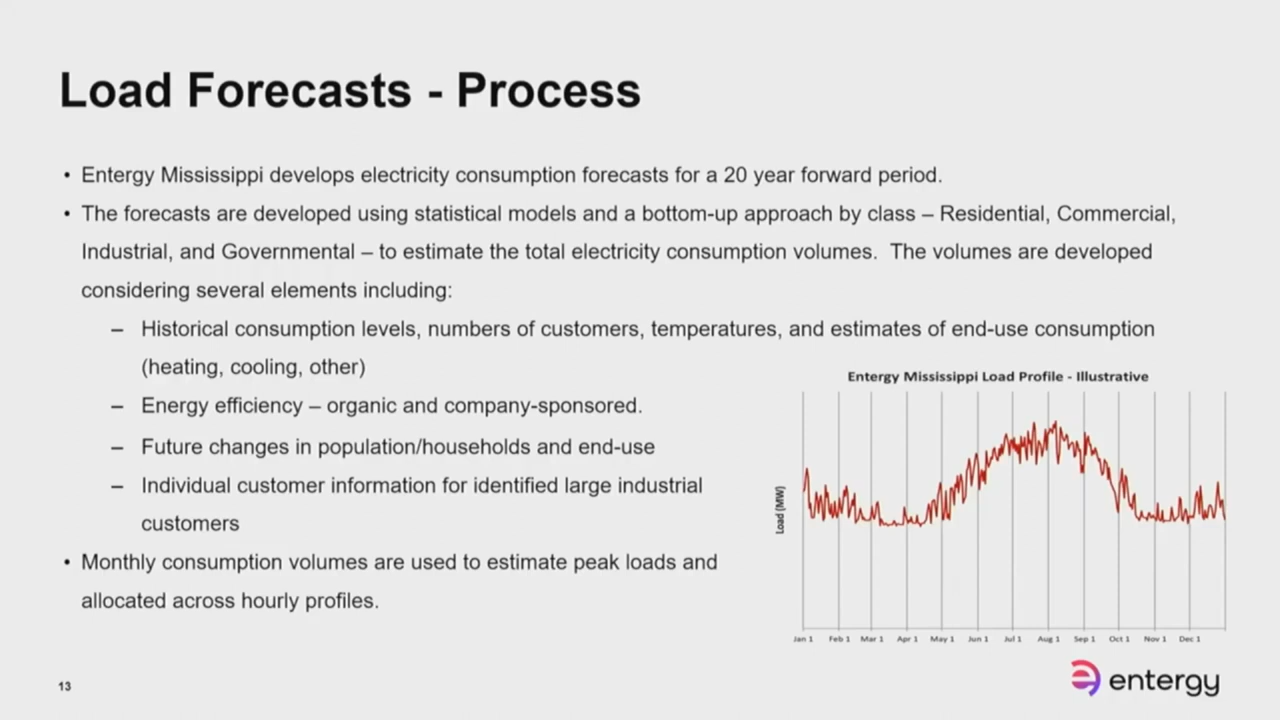 Load Forecasts - Process
• Entergy Mississippi develops electricity consumption forecasts for a 20 year forward period.
• The forecasts are developed using statistical models and a bottom-up approach by class – Residential, Commercial,
Industrial, and Governmental – to estimate the total electricity consumption volumes.  The volumes are developed
considering several elements including:
– Historical consumption levels, numbers of customers, temperatures, and estimates of end-use consumption
(heating, cooling, other)
– Energy efficiency – organic and company-sponsored.
– Future changes in population/households and end-use
– Individual customer information for identified large industrial
customers
• Monthly consumption volumes are used to estimate peak loads and
allocated across hourly profiles.
Entergy Mississippi Load Profile - Illustrative
Load (MW)
Jan 1 Feb 1 Mar 1 Apr 1 May 1 Jun 1 Jul 1 Aug 1 Sep 1 Oct 1 Nov 1 Dec 1
13
entergy